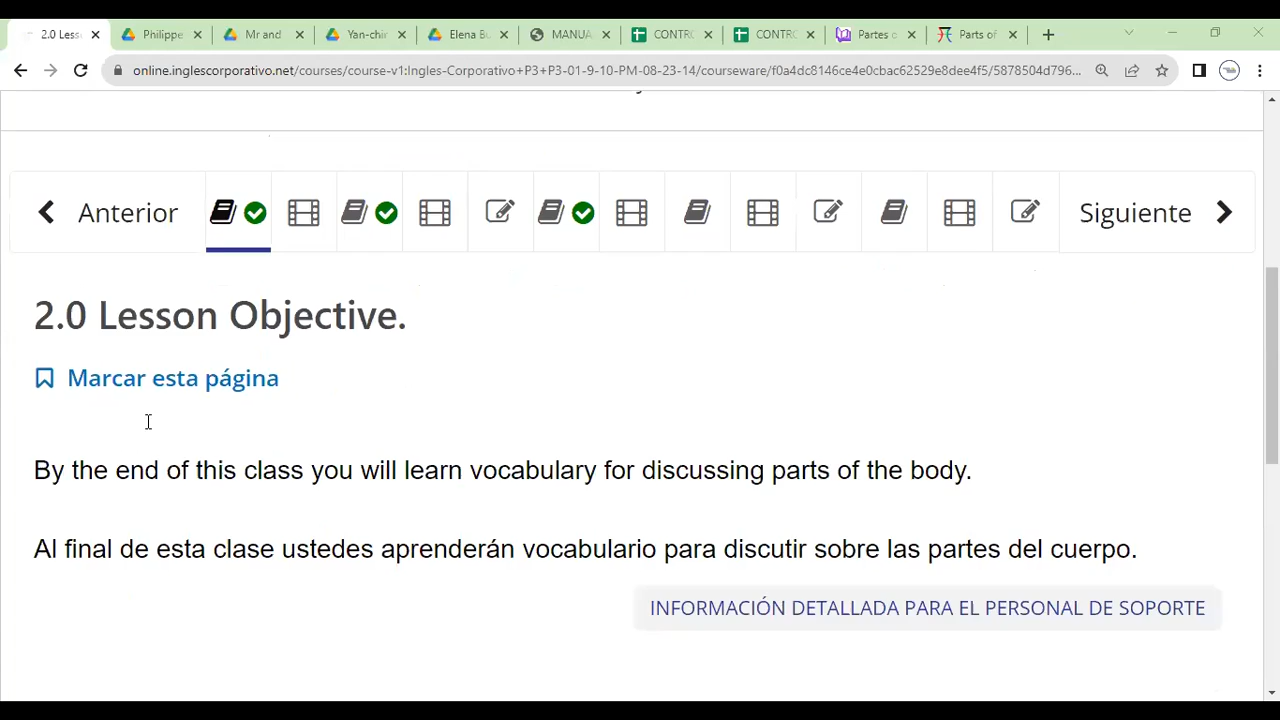 2.0 Less
Philippe
Mr and
Yan-chir
Elena Bu
MANUA
CONTRO
CONTRO
Partes o
Parts of
online.inglescorporativo.net/courses/course-v1:Ingles-Corporativo+P3+P3-01-9-10-PM-08-23-14/courseware/f0a4dc8146ce4e0cbac62529e8dee4f5/5878504d796...
Anterior
Siguiente
2.0 Lesson Objective.
Marcar esta página
By the end of this class you will learn vocabulary for discussing parts of the body.
Al final de esta clase ustedes aprenderán vocabulario para discutir sobre las partes del cuerpo.
INFORMACIÓN DETALLADA PARA EL PERSONAL DE SOPORTE